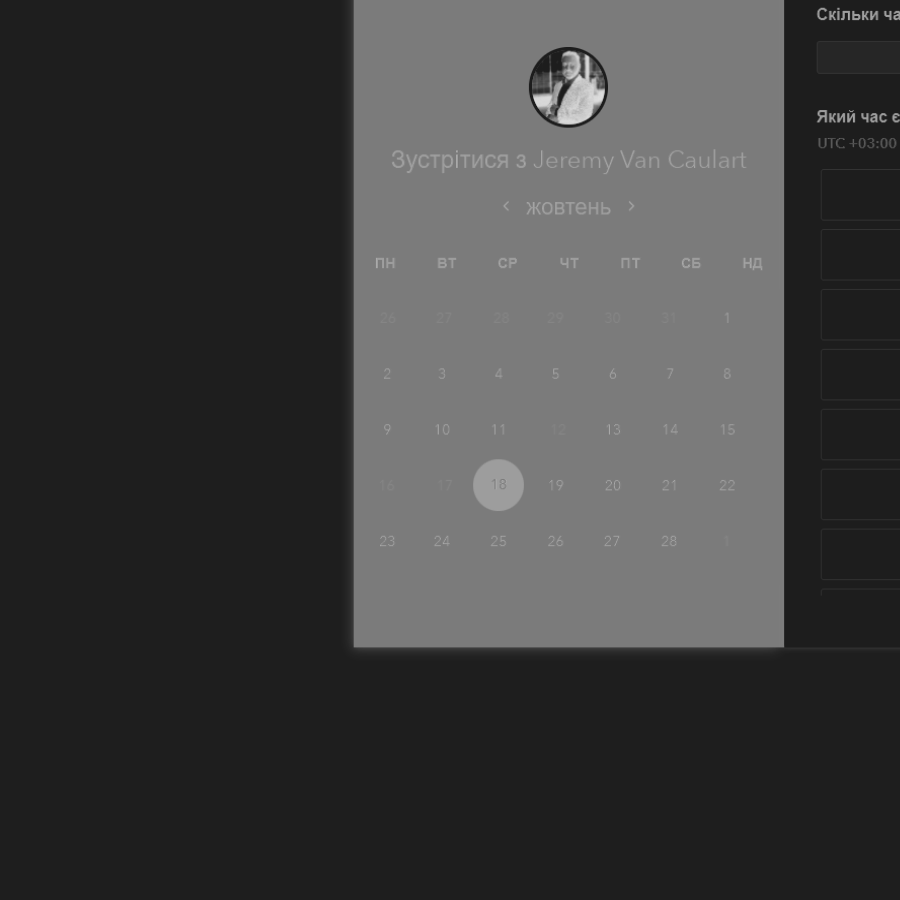 Скільки ча
Зустрітися з Jeremy Van Caulart
жовтень
ПН ВТ СР ЧТ ПТ СБ НД
26 27 28 29 30 31 1
2 3 4 5 6 7 8
9 10 11 12 13 14 15
16 17 18 19 20 21 22
23 24 25 26 27 28 1
Який час є
UTC +03:00